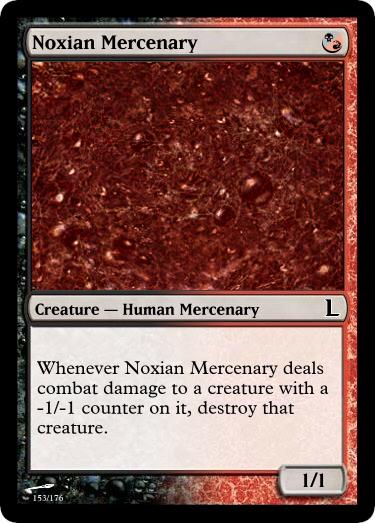 Noxian Mercenary
Creature — Human Mercenary
L
Whenever Noxian Mercenary deals
combat damage to a creature with a
-1/-1 counter on it, destroy that
creature.
1/1
153/176